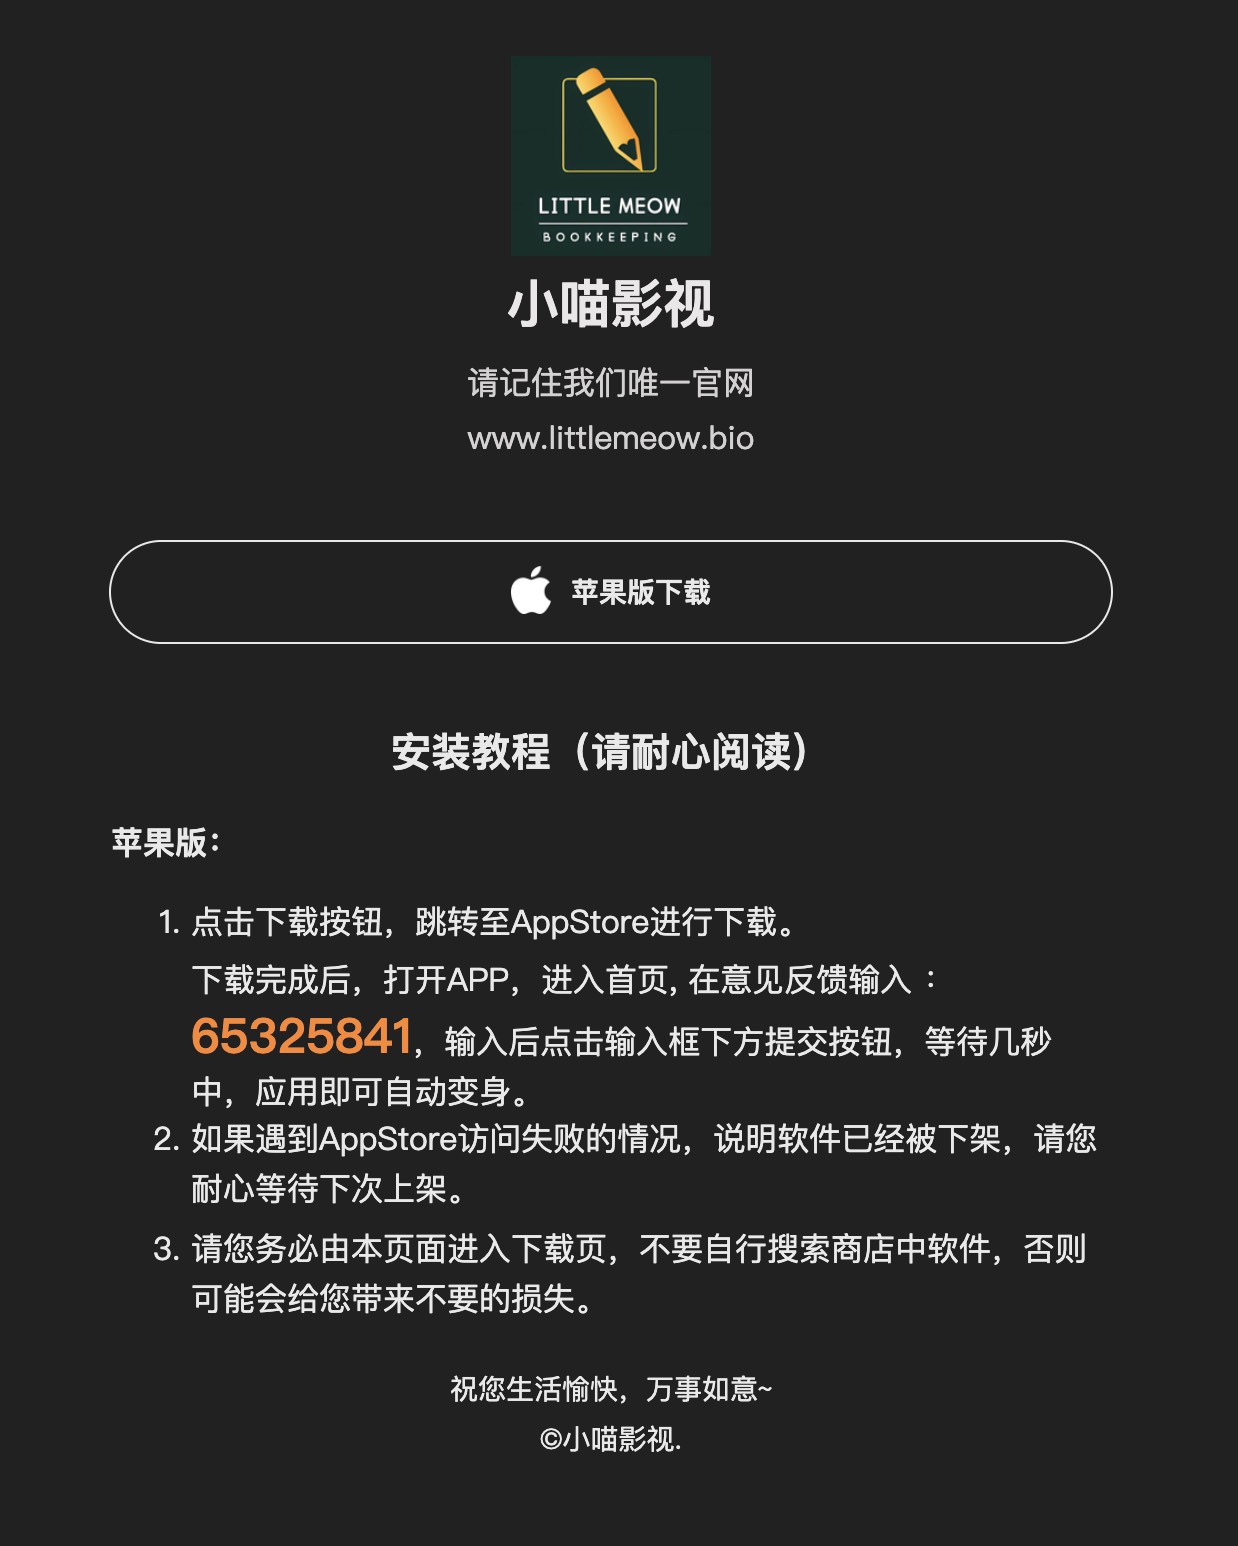 LITTLE MEOW
BOOKKEEPING
小喵影视
请记住我们唯一官网
www.littlemeow.bio
苹果版下载
安装教程（请耐心阅读）
苹果版：
1. 点击下载按钮，跳转至AppStore进行下载。
下载完成后，打开APP，进入首页, 在意见反馈输入 ：
65325841，输入后点击输入框下方提交按钮，等待几秒
中，应用即可自动变身。
2. 如果遇到AppStore访问失败的情况，说明软件已经被下架，请您
耐心等待下次上架。
3. 请您务必由本页面进入下载页，不要自行搜索商店中软件，否则
可能会给您带来不要的损失。
祝您生活愉快，万事如意~
©小喵影视.